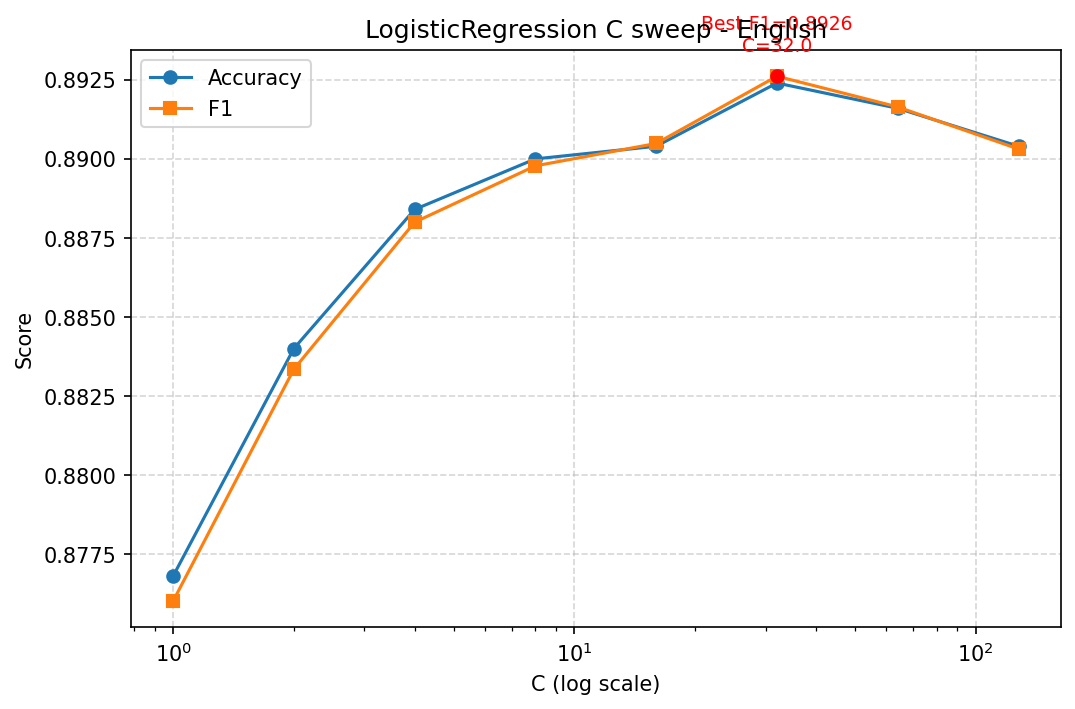 LogisticRegression C sweep - English
Best F1=0.8926
C=32.0
Accuracy
F1
Score
0.8925
0.8900
0.8875
0.8850
0.8825
0.8800
0.8775
10⁰
10¹
10²
C (log scale)